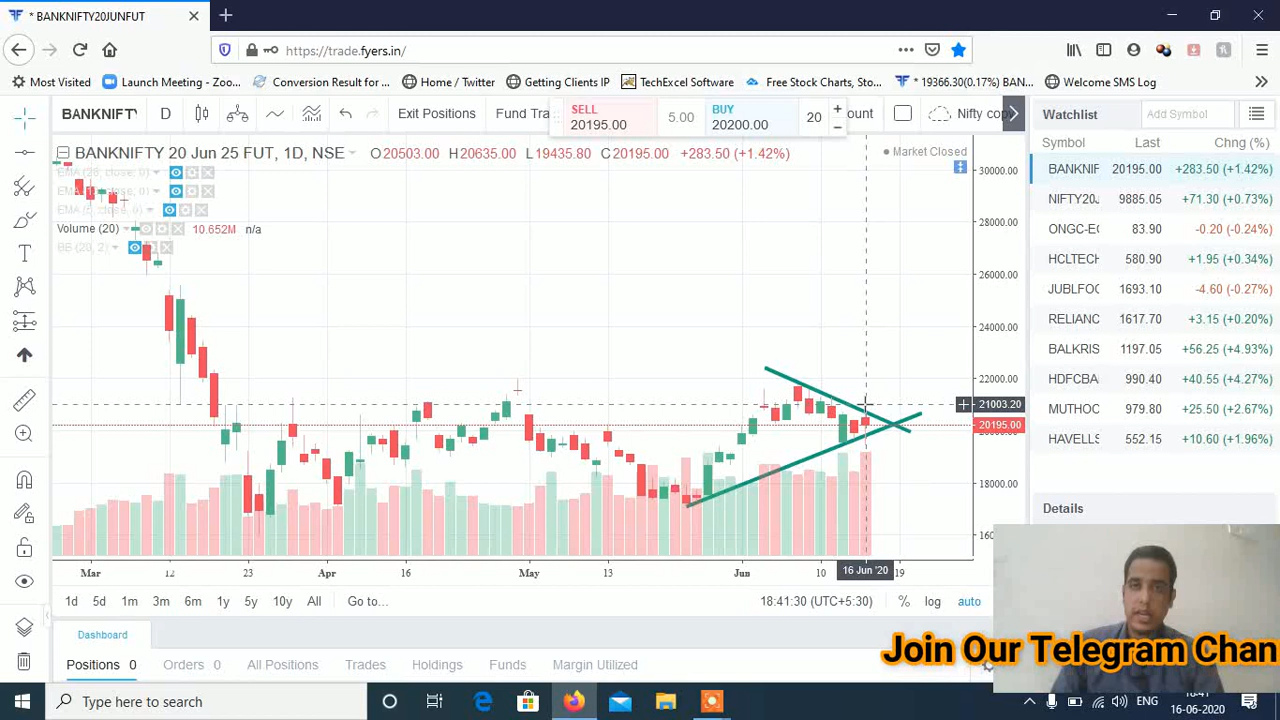 * BANKNIFTY20JUNFUT
https://trade.fyers.in/
Most Visited
Launch Meeting - Zoo...
Conversion Result for ...
Home / Twitter
Getting Clients IP
TechExcel Software
Free Stock Charts, Sto...
* 19366.30(0.17%) BAN...
Welcome SMS Log
BANKNIFTY
D
Exit Positions
Fund Tra
SELL
20195.00
5.00
BUY
20200.00
20
+
−
ount
Nifty cop
Watchlist
Add Symbol
BANKNIFTY 20 Jun 25 FUT, 1D, NSE
O20503.00 H20635.00 L19435.80 C20195.00 +283.50 (+1.42%)
Market Closed
Volume (20)
10.652M n/a
BB (20, 2)
30000.00
28000.00
26000.00
24000.00
22000.00
21003.20
20195.00
18000.00
Symbol Last Chng (%)
BANKNIF 20195.00 +283.50 (+1.42%)
NIFTY20J 9885.05 +71.30 (+0.73%)
ONGC-EC 83.90 -0.20 (-0.24%)
HCLTECH 580.90 +1.95 (+0.34%)
JUBLFOC 1693.10 -4.60 (-0.27%)
RELIANC 1617.70 +3.15 (+0.20%)
BALKRIS 1197.05 +56.25 (+4.93%)
HDFCBA 990.40 +40.55 (+4.27%)
MUTHOO 979.80 +25.50 (+2.67%)
HAVELLS 552.15 +10.60 (+1.96%)
Details
Mar 12 23 Apr 16 May 13 Jun 10 16 Jun '20 19
1d 5d 1m 3m 6m 1y 5y 10y All Go to...
18:41:30 (UTC+5:30) % log auto
Dashboard
Positions 0 Orders 0 All Positions Trades Holdings Funds Margin Utilized
Join Our Telegram Chan
Type here to search
ENG
18:41
16-06-2020